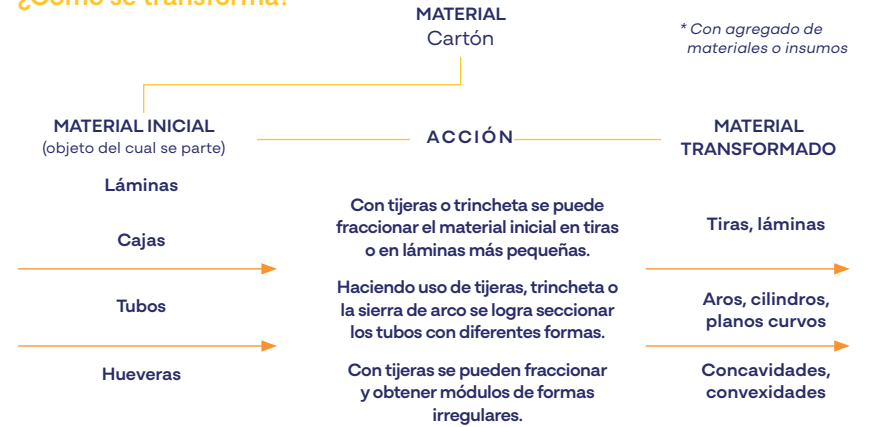 ¿Cómo se transforma?
MATERIAL
Cartón
* Con agregado de
materiales o insumos
MATERIAL INICIAL
(objeto del cual se parte)
ACCIÓN
MATERIAL
TRANSFORMADO
Láminas
Cajas
Con tijeras o trincheta se puede
fraccionar el material inicial en tiras
o en láminas más pequeñas.
Tiras, láminas
Tubos
Haciendo uso de tijeras, trincheta o
la sierra de arco se logra seccionar
los tubos con diferentes formas.
Aros, cilindros,
planos curvos
Hueveras
Con tijeras se pueden fraccionar
y obtener módulos de formas
irregulares.
Concavidades,
convexidades